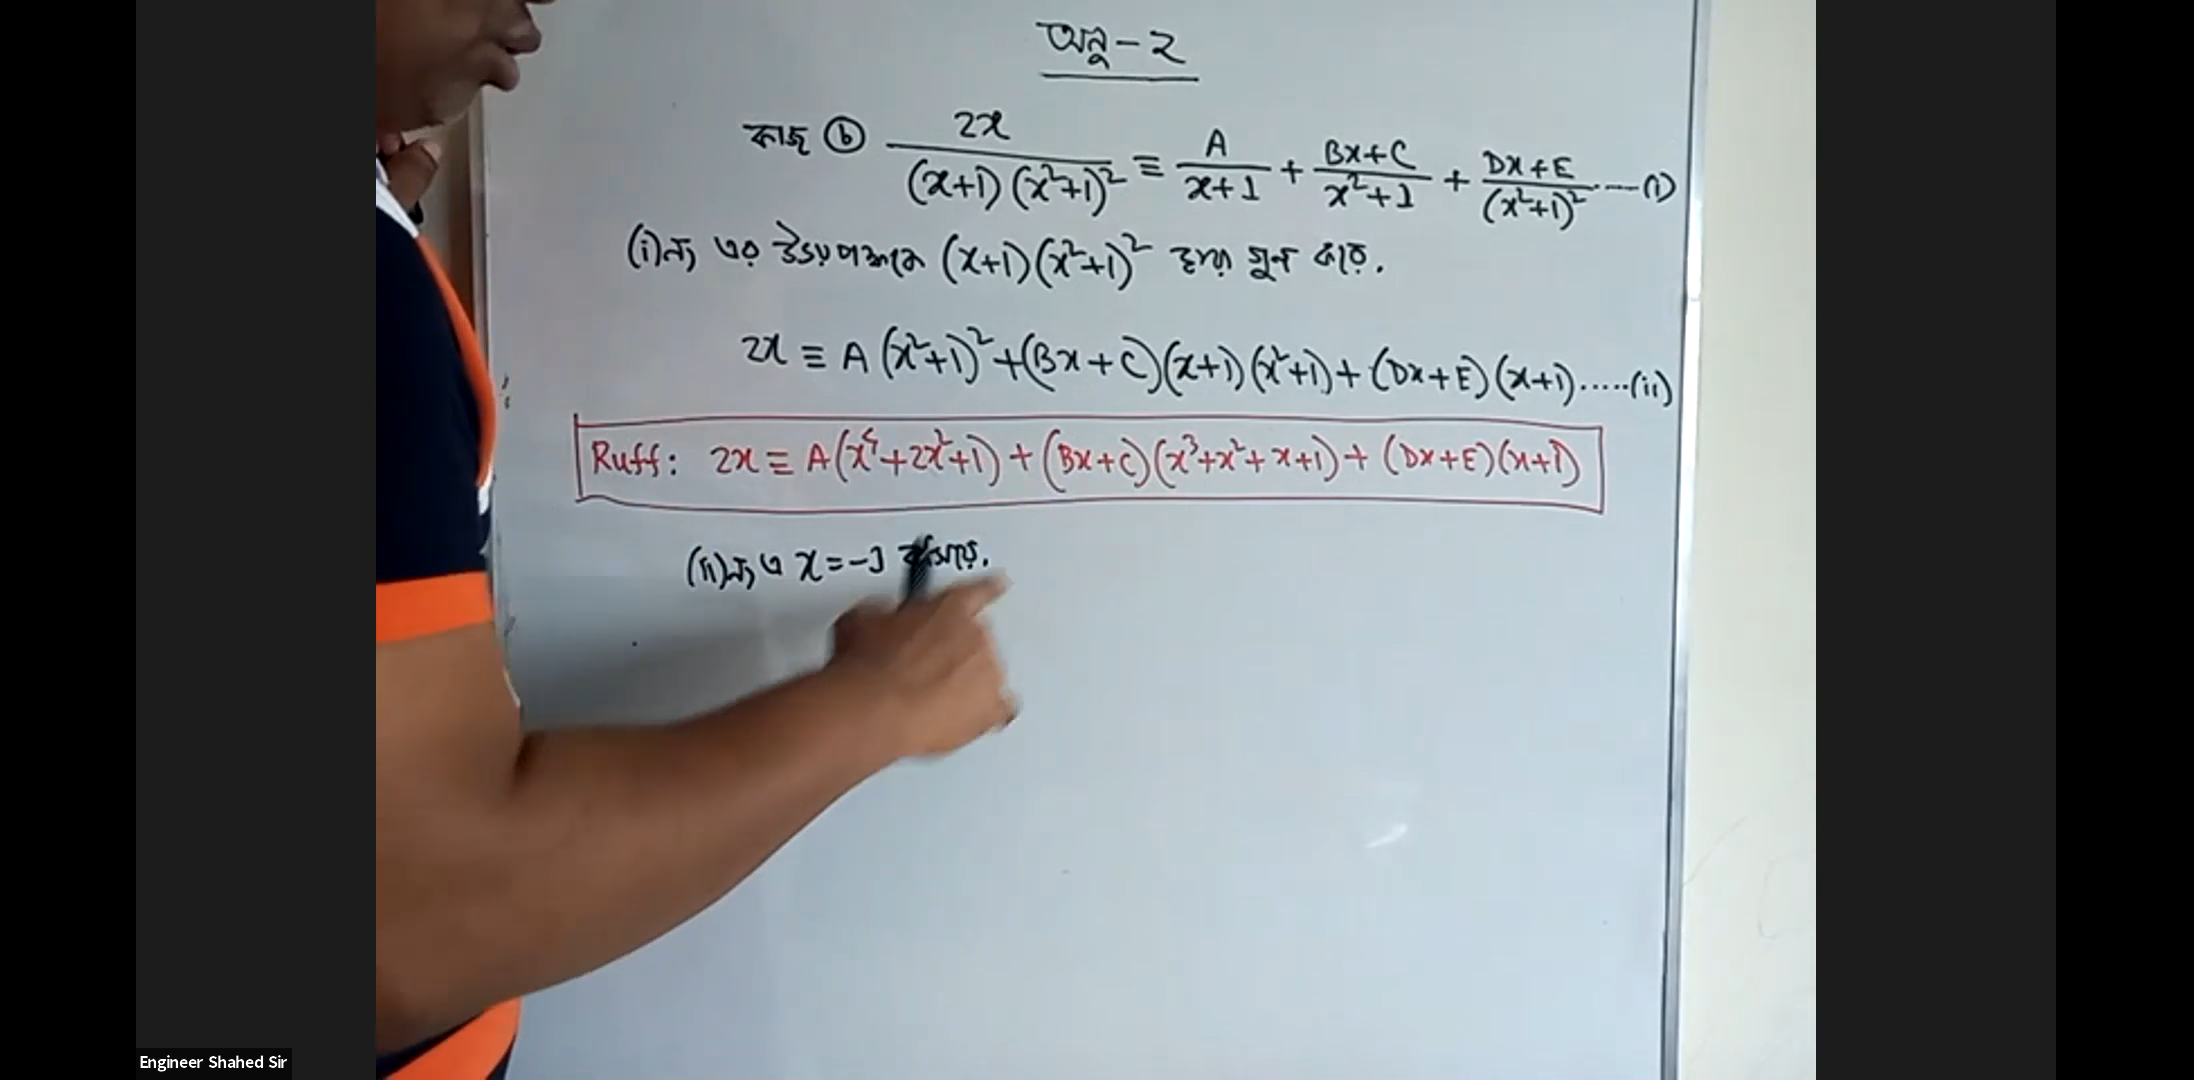 অনু-২
কাজ ⓑ 2x/((x+1)(x²+1)²) ≡ A/(x+1) + (Bx+C)/(x²+1) + (Dx+E)/(x²+1)² ----(i)
(i)নং এর উভয়পক্ষকে (x+1)(x²+1)² দ্বারা গুন করে.
2x ≡ A(x²+1)²+(Bx+C)(x+1)(x²+1)+(Dx+E)(x+1).....(ii)
Ruff: 2x ≡ A(x⁴+2x²+1)+(Bx+C)(x³+x²+x+1)+(Dx+E)(x+1)
(ii)নং এ x=-1
Engineer Shahed Sir